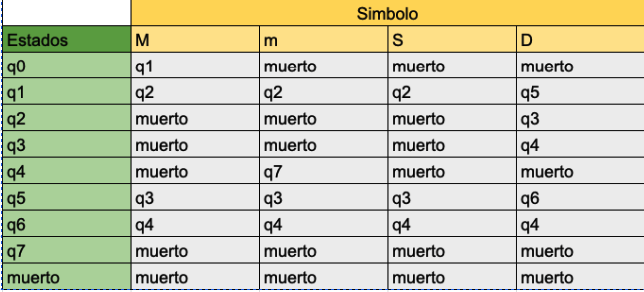 Simbolo
Estados M m S D
q0 q1 muerto muerto muerto
q1 q2 q2 q2 q5
q2 muerto muerto muerto q3
q3 muerto muerto muerto q4
q4 muerto q7 muerto muerto
q5 q3 q3 q3 q6
q6 q4 q4 q4 q4
q7 muerto muerto muerto muerto
muerto muerto muerto muerto muerto